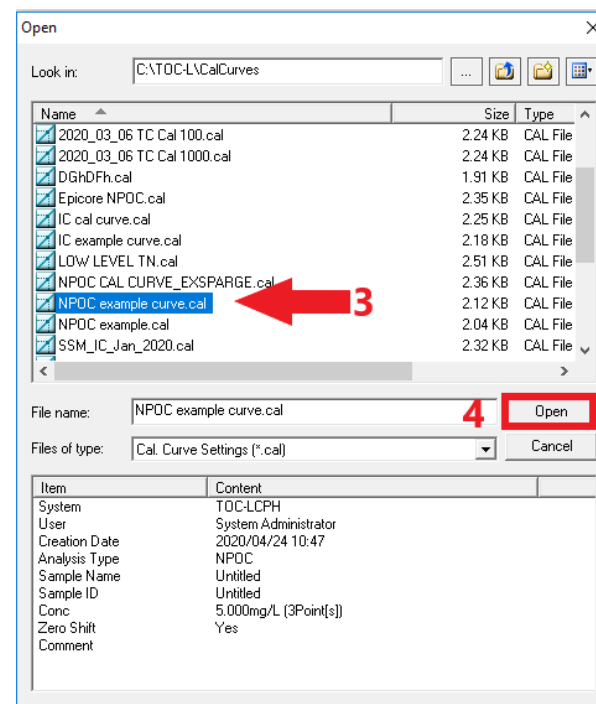 Open
Look in: C:\TOC-L\CalCurves ...
Name Size Type
2020_03_06 TC Cal 100.cal 2.24 KB CAL File
2020_03_06 TC Cal 1000.cal 2.24 KB CAL File
DGhDFh.cal 1.91 KB CAL File
Epicore NPOC.cal 2.35 KB CAL File
IC cal curve.cal 2.25 KB CAL File
IC example curve.cal 2.18 KB CAL File
LOW LEVEL TN.cal 2.51 KB CAL File
NPOC CAL CURVE_EXSPARGE.cal 2.36 KB CAL File
NPOC example curve.cal 3 2.12 KB CAL File
NPOC example.cal 2.04 KB CAL File
SSM_IC_Jan_2020.cal 2.32 KB CAL File
File name: NPOC example curve.cal 4 Open
Files of type: Cal. Curve Settings (*.cal) Cancel
Item Content
System TOC-LCPH
User System Administrator
Creation Date 2020/04/24 10:47
Analysis Type NPOC
Sample Name Untitled
Sample ID Untitled
Conc 5.000mg/L (3Point[s])
Zero Shift Yes
Comment